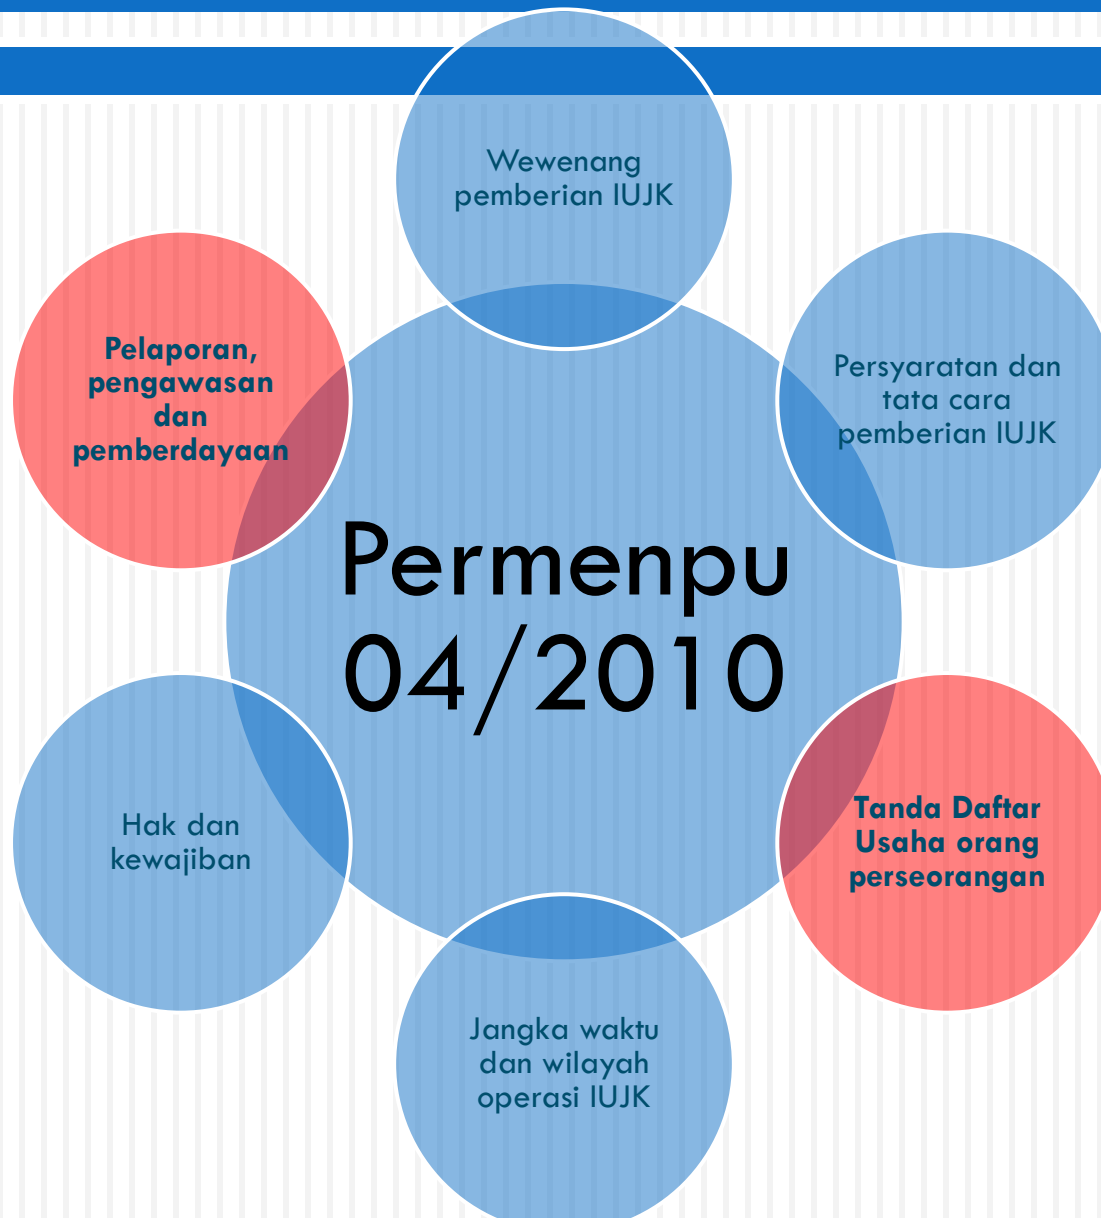 Wewenang
pemberian IUJK
Persyaratan dan
tata cara
pemberian IUJK
Tanda Daftar
Usaha orang
perseorangan
Jangka waktu
dan wilayah
operasi IUJK
Hak dan
kewajiban
Pelaporan,
pengawasan
dan
pemberdayaan
Permenpu
04/2010